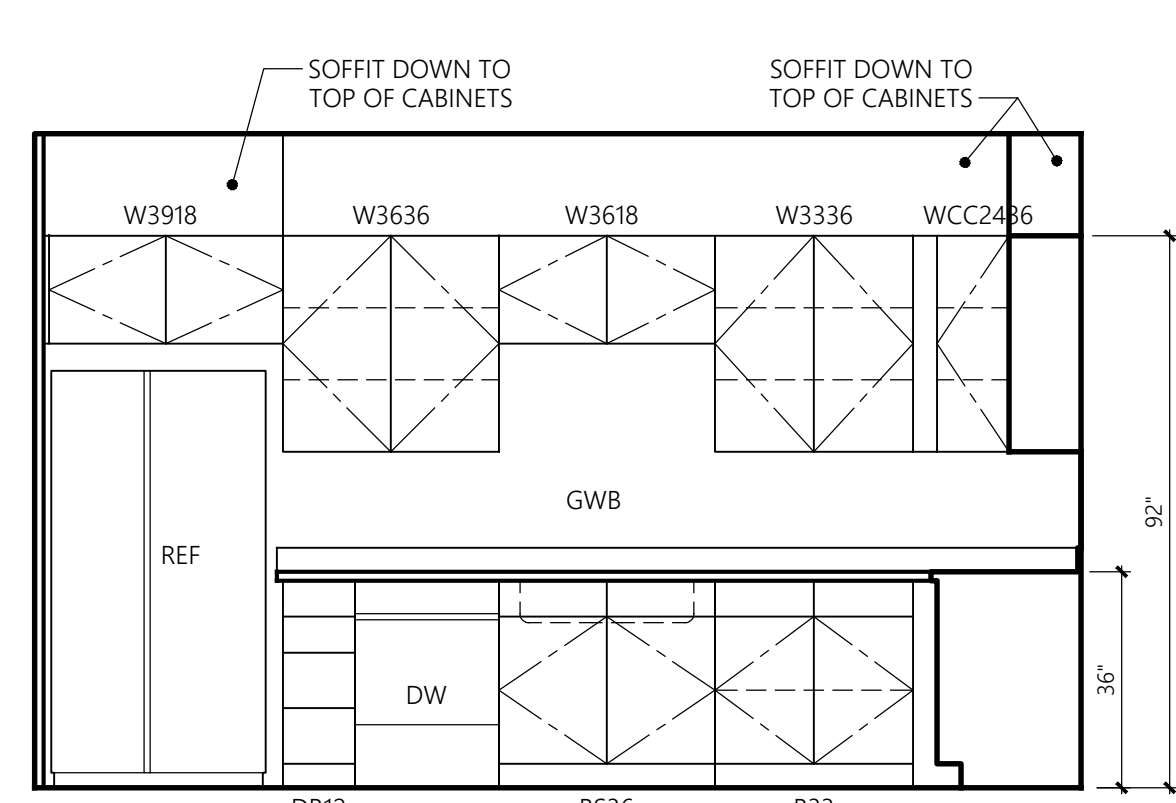 SOFFIT DOWN TO
TOP OF CABINETS
SOFFIT DOWN TO
TOP OF CABINETS
W3918
W3636
W3618
W3336
WCC2436
GWB
REF
DW
92"
36"